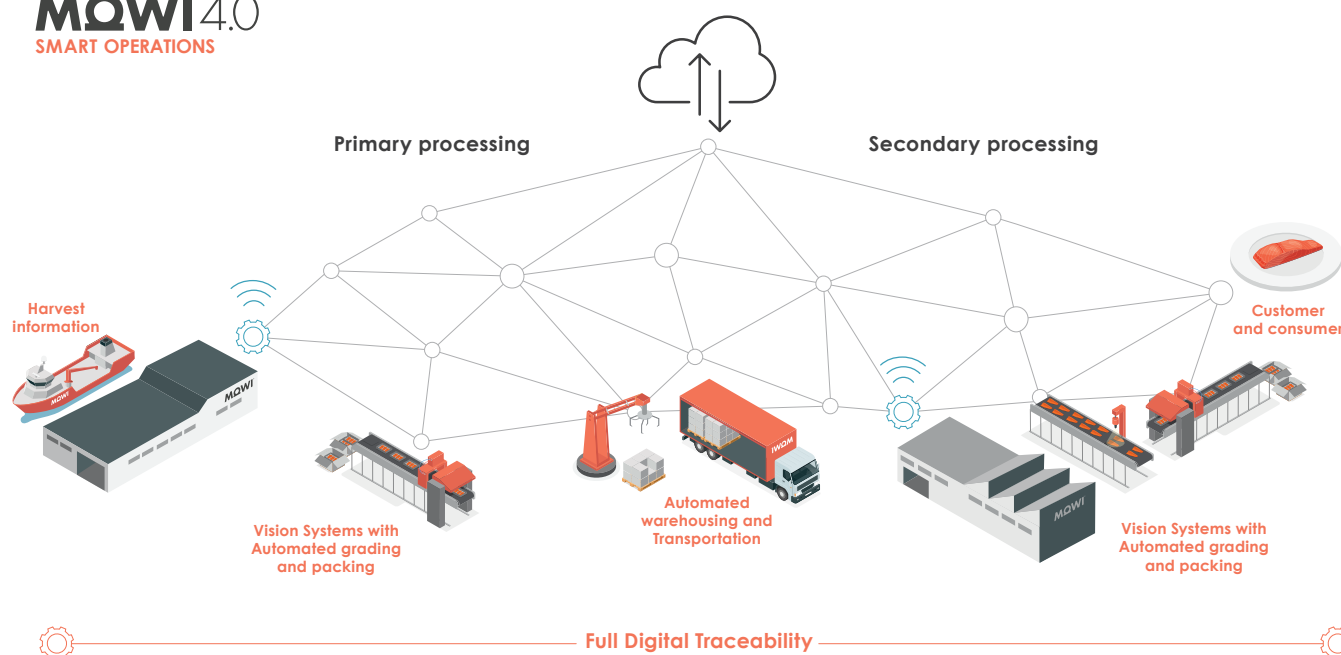 MOWI 4.0
SMART OPERATIONS
Primary processing
Secondary processing
Harvest
information
MOWI
MOWI
Customer
and consumer
Automated
warehousing and
Transportation
MOWI
MOWI
Vision Systems with
Automated grading
and packing
Vision Systems with
Automated grading
and packing
Full Digital Traceability